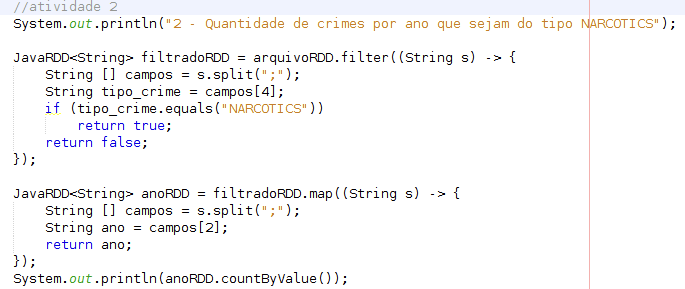 //atividade 2
System.out.println("2 - Quantidade de crimes por ano que sejam do tipo NARCOTICS");
JavaRDD<String> filtradoRDD = arquivoRDD.filter((String s) -> {
String [] campos = s.split(";");
String tipo_crime = campos[4];
if (tipo_crime.equals("NARCOTICS"))
return true;
return false;
});
JavaRDD<String> anoRDD = filtradoRDD.map((String s) -> {
String [] campos = s.split(";");
String ano = campos[2];
return ano;
});
System.out.println(anoRDD.countByValue());